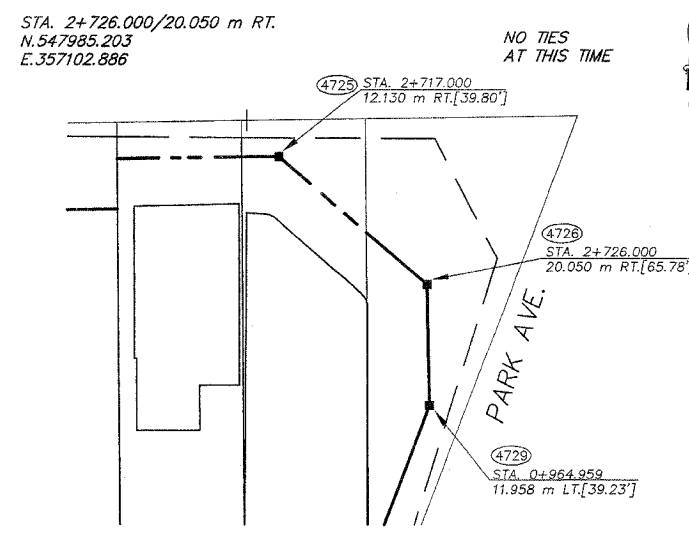 STA. 2+726.000/20.050 m RT.
N.547985.203
E.357102.886
NO TIES
AT THIS TIME
4725 STA. 2+717.000
12.130 m RT.[39.80']
4726
STA. 2+726.000
20.050 m RT.[65.78']
PARK AVE.
4729
STA. 0+964.959
11.958 m LT.[39.23']